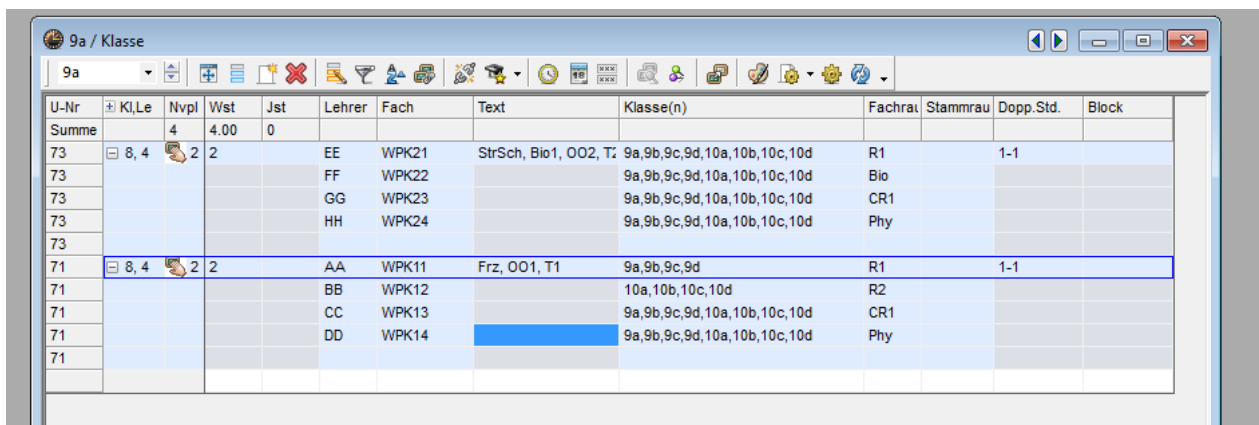 9a / Klasse
9a
U-Nr Kl,Le Nvpl Wst Jst Lehrer Fach Text Klasse(n) Fachrau Stammrau Dopp.Std. Block
Summe 4 4.00 0
73 8, 4 2 2 EE WPK21 StrSch, Bio1, OO2, T2 9a,9b,9c,9d,10a,10b,10c,10d R1 1-1
73 FF WPK22 9a,9b,9c,9d,10a,10b,10c,10d Bio
73 GG WPK23 9a,9b,9c,9d,10a,10b,10c,10d CR1
73 HH WPK24 9a,9b,9c,9d,10a,10b,10c,10d Phy
73
71 8, 4 2 2 AA WPK11 Frz, OO1, T1 9a,9b,9c,9d R1 1-1
71 BB WPK12 10a,10b,10c,10d R2
71 CC WPK13 9a,9b,9c,9d,10a,10b,10c,10d CR1
71 DD WPK14 9a,9b,9c,9d,10a,10b,10c,10d Phy
71